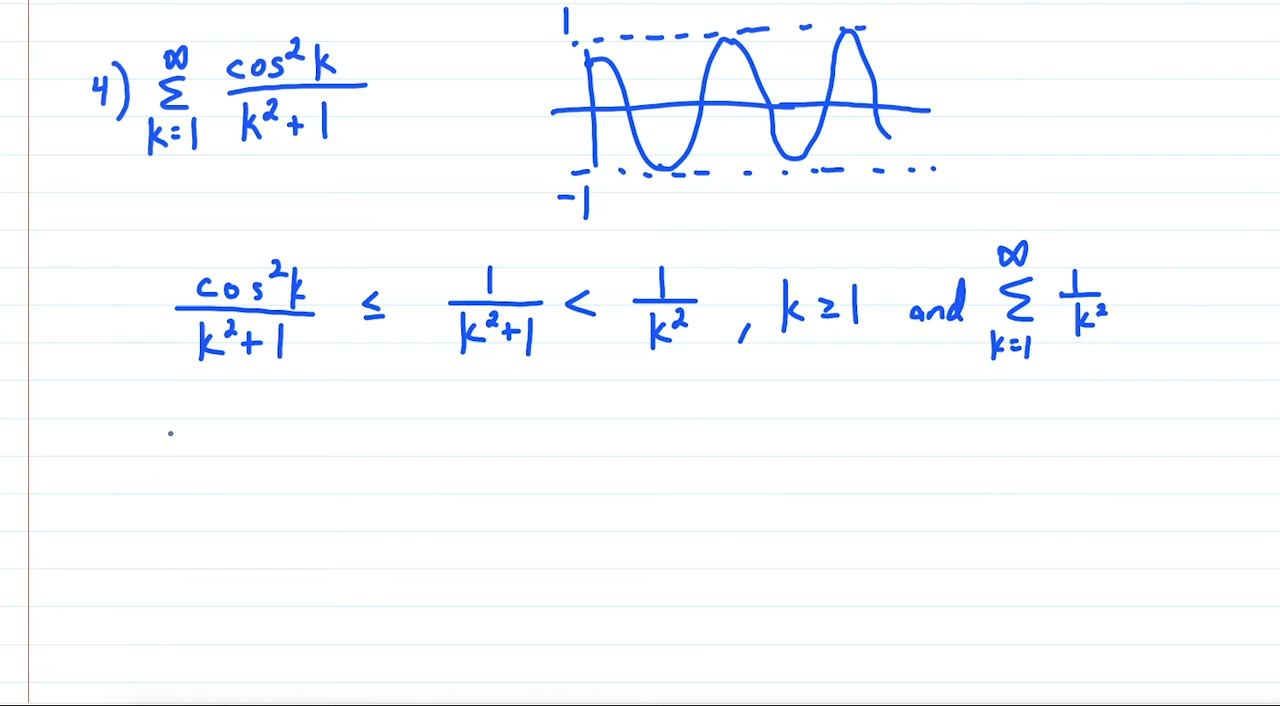 1
4) ∞∑k=1 cos²k / k²+1
-1
cos²k / k²+1 ≤ 1 / k²+1 < 1 / k² , k ≥ 1 and ∞∑k=1 1 / k²